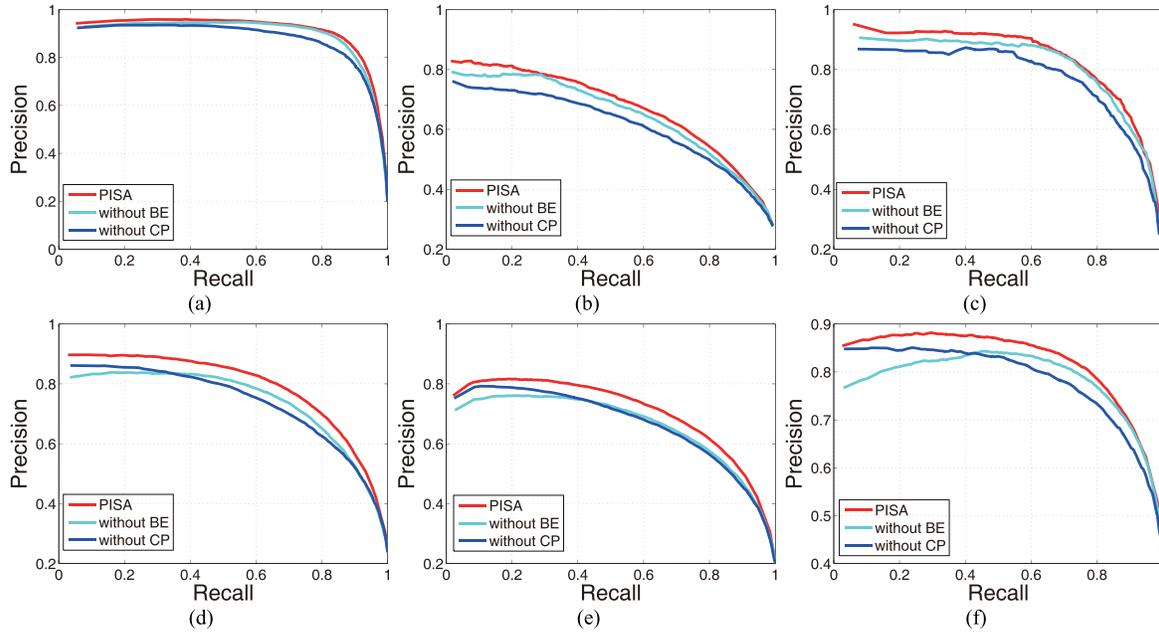 1
0.8
0.6
0.4
0.2
0
Precision
PISA
without BE
without CP
0 0.2 0.4 0.6 0.8 1
Recall
(a)
1
0.8
0.6
0.4
0.2
Precision
PISA
without BE
without CP
0 0.2 0.4 0.6 0.8 1
Recall
(b)
1
0.8
0.6
0.4
0.2
Precision
PISA
without BE
without CP
0 0.2 0.4 0.6 0.8
Recall
(c)
1
0.8
0.6
0.4
0.2
Precision
PISA
without BE
without CP
0 0.2 0.4 0.6 0.8 1
Recall
(d)
1
0.8
0.6
0.4
0.2
Precision
PISA
without BE
without CP
0 0.2 0.4 0.6 0.8 1
Recall
(e)
0.9
0.8
0.7
0.6
0.5
0.4
Precision
PISA
without BE
without CP
0 0.2 0.4 0.6 0.8
Recall
(f)